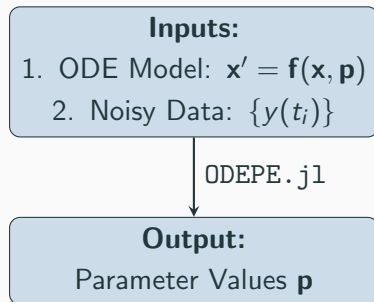 Inputs:
1. ODE Model: x′ = f(x, p)
2. Noisy Data: {y(tᵢ)}
ODEPE.jl
Output:
Parameter Values p